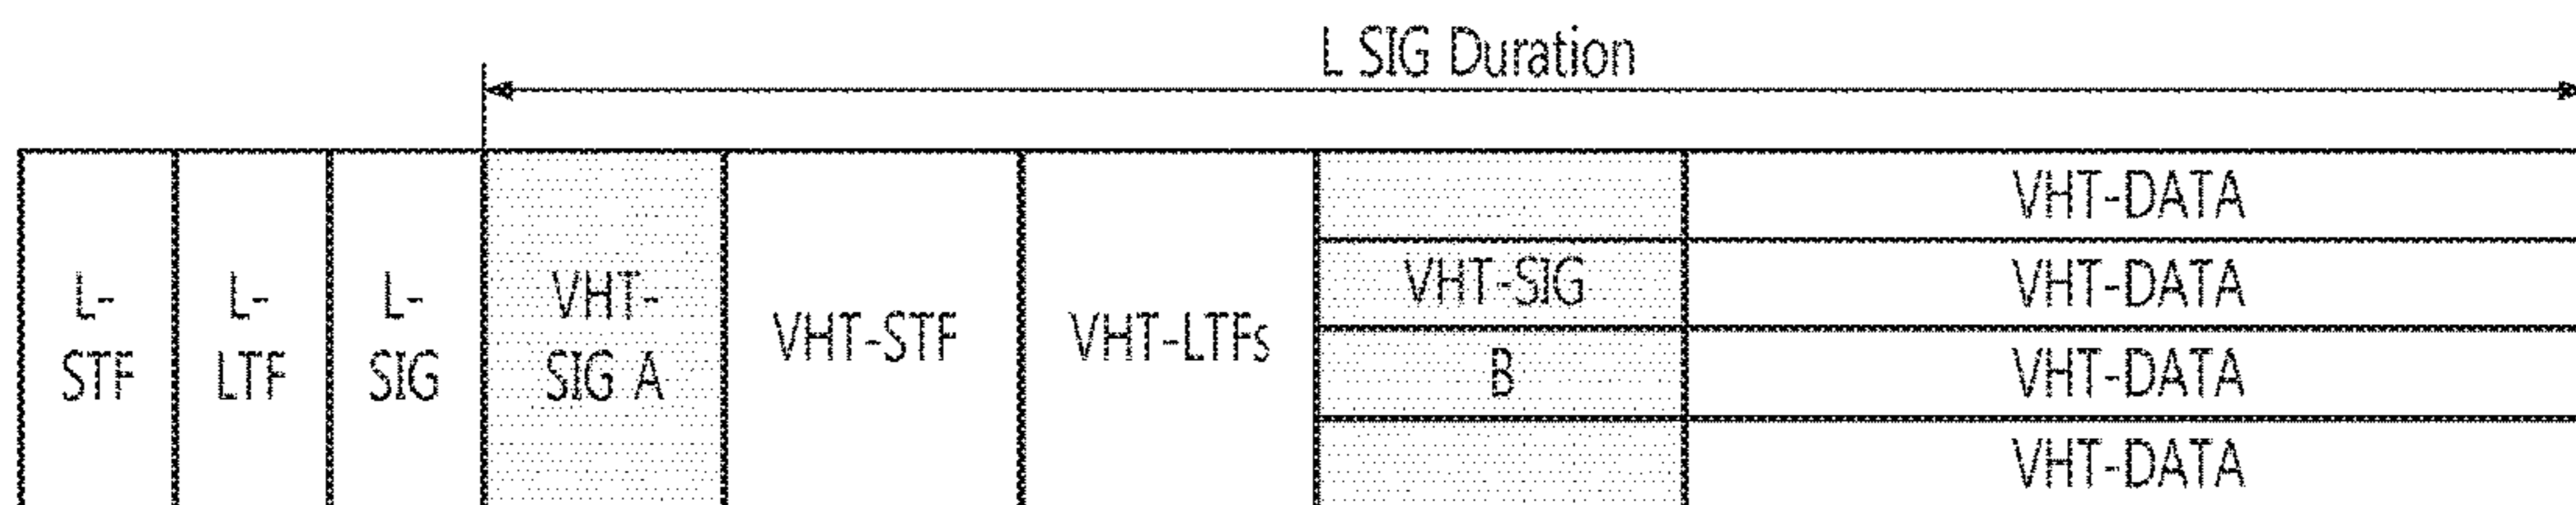 L SIG Duration
L-
STF
L-
LTF
L-
SIG
VHT-
SIG A
VHT-STF
VHT-LTFs
VHT-SIG
B
VHT-DATA
VHT-DATA
VHT-DATA
VHT-DATA